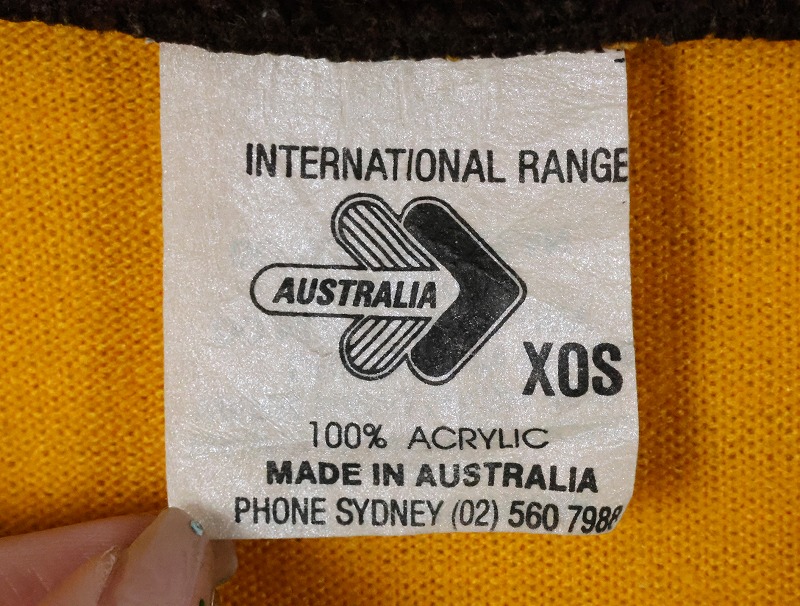 INTERNATIONAL RANGE
AUSTRALIA
XOS
100% ACRYLIC
MADE IN AUSTRALIA
PHONE SYDNEY (02) 560 7988